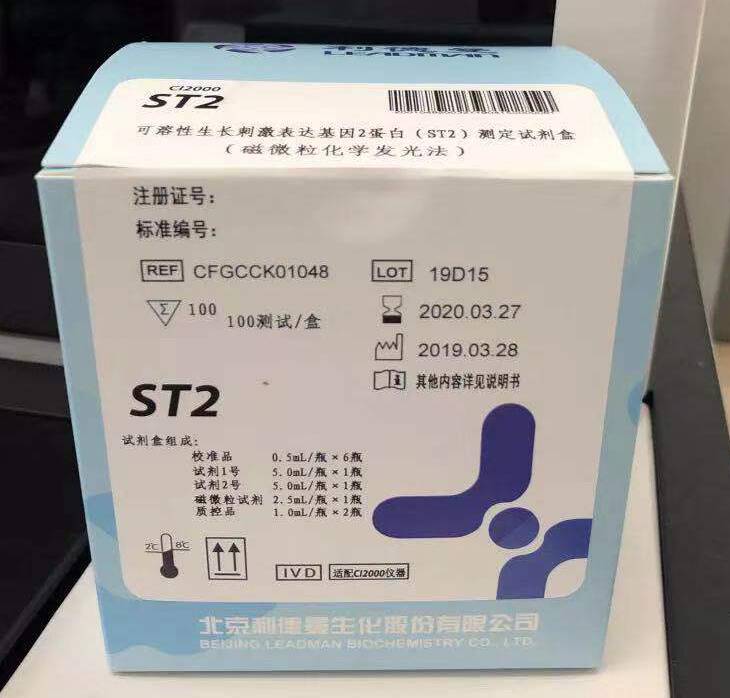 利德曼
LEADMAN
CI2000
ST2
可溶性生长刺激表达基因2蛋白(ST2)测定试剂盒
(磁微粒化学发光法)
注册证号:
标准编号:
REF CFGCCK01048 LOT 19D15
Σ 100 100测试/盒 2020.03.27
2019.03.28
i 其他内容详见说明书
ST2
试剂盒组成:
校准品 0.5mL/瓶×6瓶
试剂1号 5.0mL/瓶×1瓶
试剂2号 5.0mL/瓶×1瓶
磁微粒试剂 2.5mL/瓶×1瓶
质控品 1.0mL/瓶×2瓶
2℃ 8℃
IVD 适配CI2000仪器
北京利德曼生化股份有限公司
BEIJING LEADMAN BIOCHEMISTRY CO., LTD.